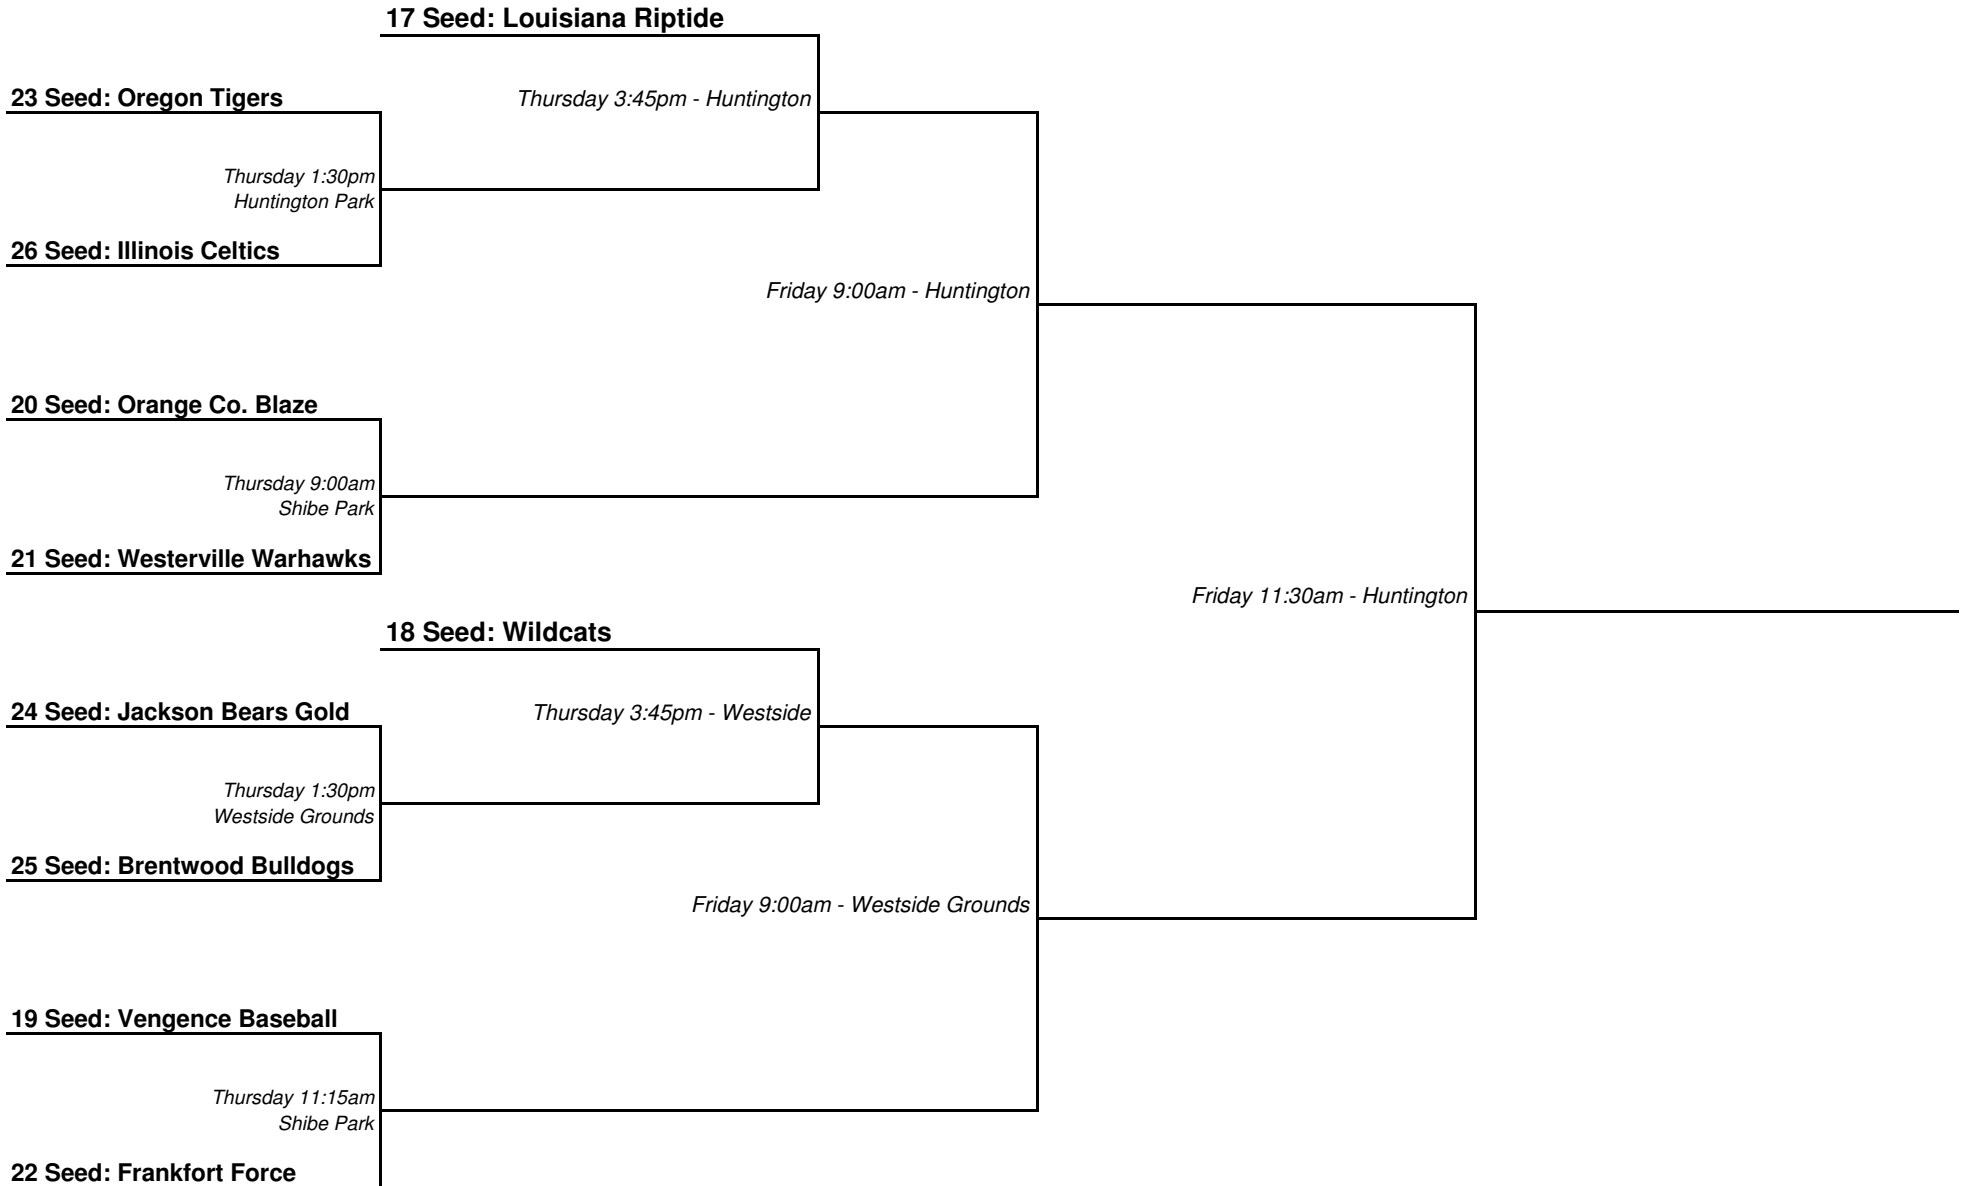 17 Seed: Louisiana Riptide
23 Seed: Oregon Tigers
Thursday 3:45pm - Huntington
Thursday 1:30pm
Huntington Park
26 Seed: Illinois Celtics
Friday 9:00am - Huntington
20 Seed: Orange Co. Blaze
Thursday 9:00am
Shibe Park
21 Seed: Westerville Warhawks
Friday 11:30am - Huntington
18 Seed: Wildcats
24 Seed: Jackson Bears Gold
Thursday 3:45pm - Westside
Thursday 1:30pm
Westside Grounds
25 Seed: Brentwood Bulldogs
Friday 9:00am - Westside Grounds
19 Seed: Vengence Baseball
Thursday 11:15am
Shibe Park
22 Seed: Frankfort Force